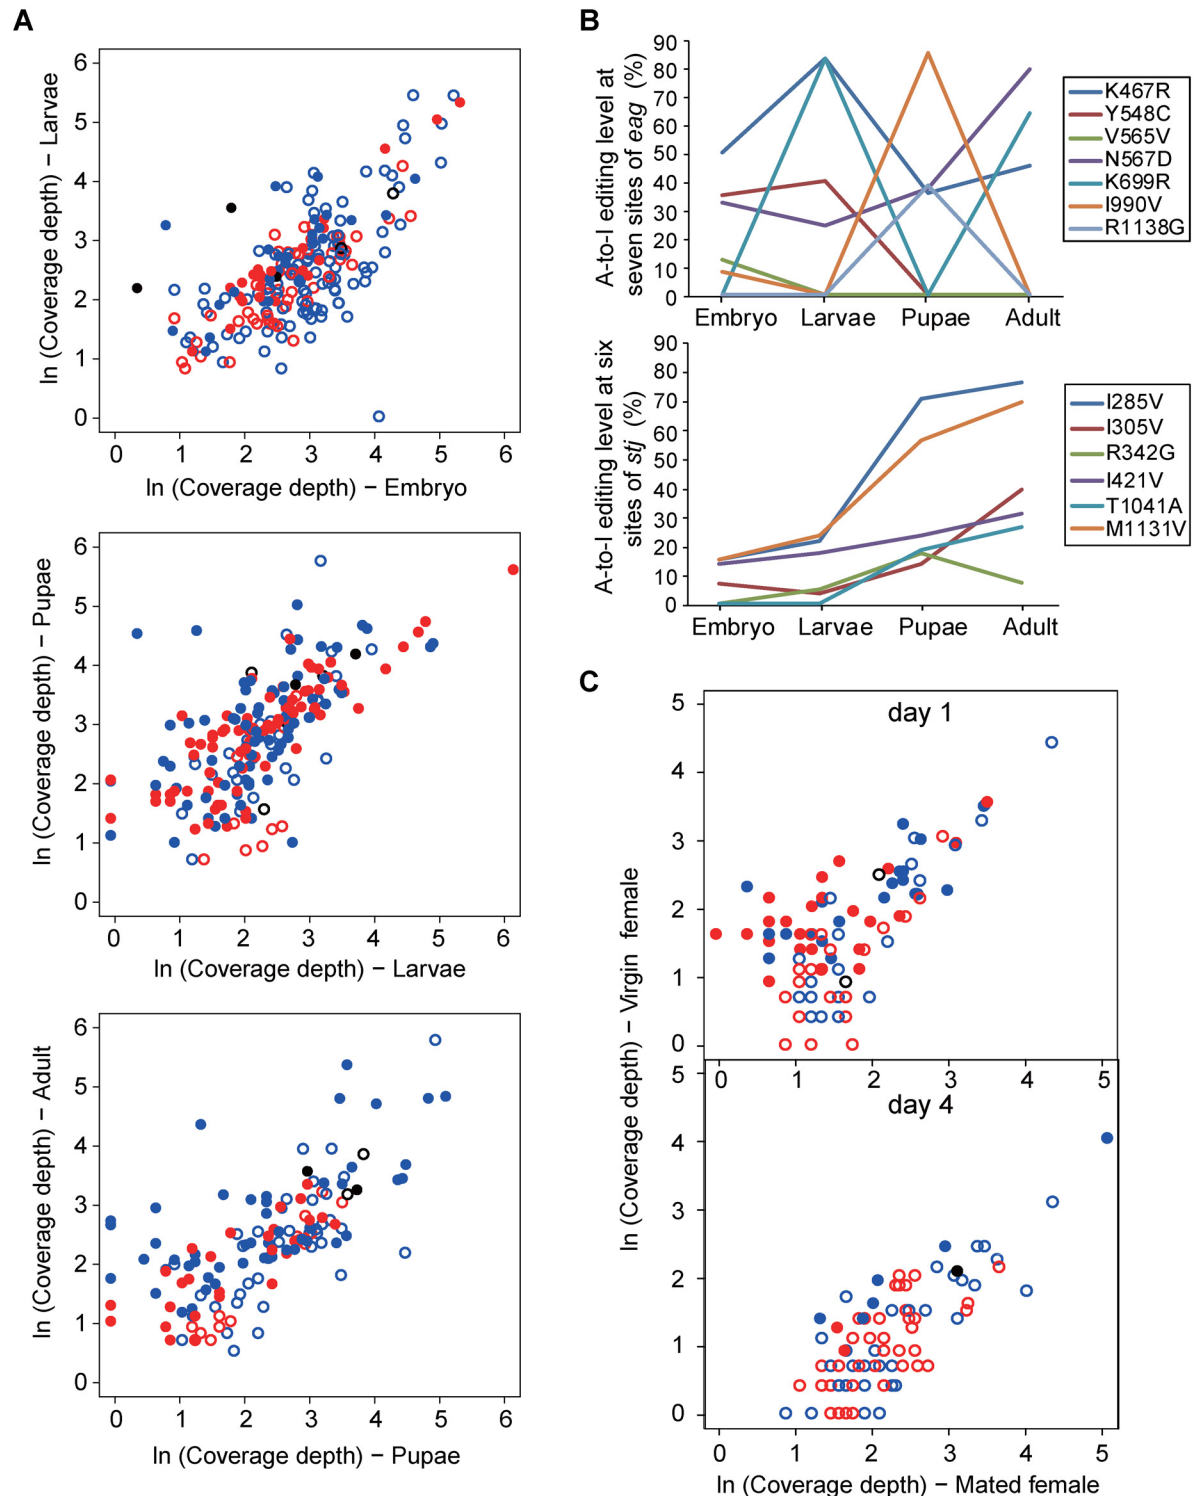 A
ln (Coverage depth) – Larvae
6
5
4
3
2
1
0
0 1 2 3 4 5 6
ln (Coverage depth) – Embryo
ln (Coverage depth) – Pupae
6
5
4
3
2
1
0
0 1 2 3 4 5 6
ln (Coverage depth) – Larvae
ln (Coverage depth) – Adult
6
5
4
3
2
1
0
0 1 2 3 4 5 6
ln (Coverage depth) – Pupae
B
A-to-I editing level at
seven sites of eag (%)
90
80
70
60
50
40
30
20
10
0
Embryo Larvae Pupae Adult
K467R
Y548C
V565V
N567D
K699R
I990V
R1138G
A-to-I editing level at six
sites of stj (%)
90
80
70
60
50
40
30
20
10
0
Embryo Larvae Pupae Adult
I285V
I305V
R342G
I421V
T1041A
M1131V
C
ln (Coverage depth) – Virgin female
day 1
5
4
3
2
1
0
0 1 2 3 4 5
day 4
5
4
3
2
1
0
0 1 2 3 4 5
ln (Coverage depth) – Mated female